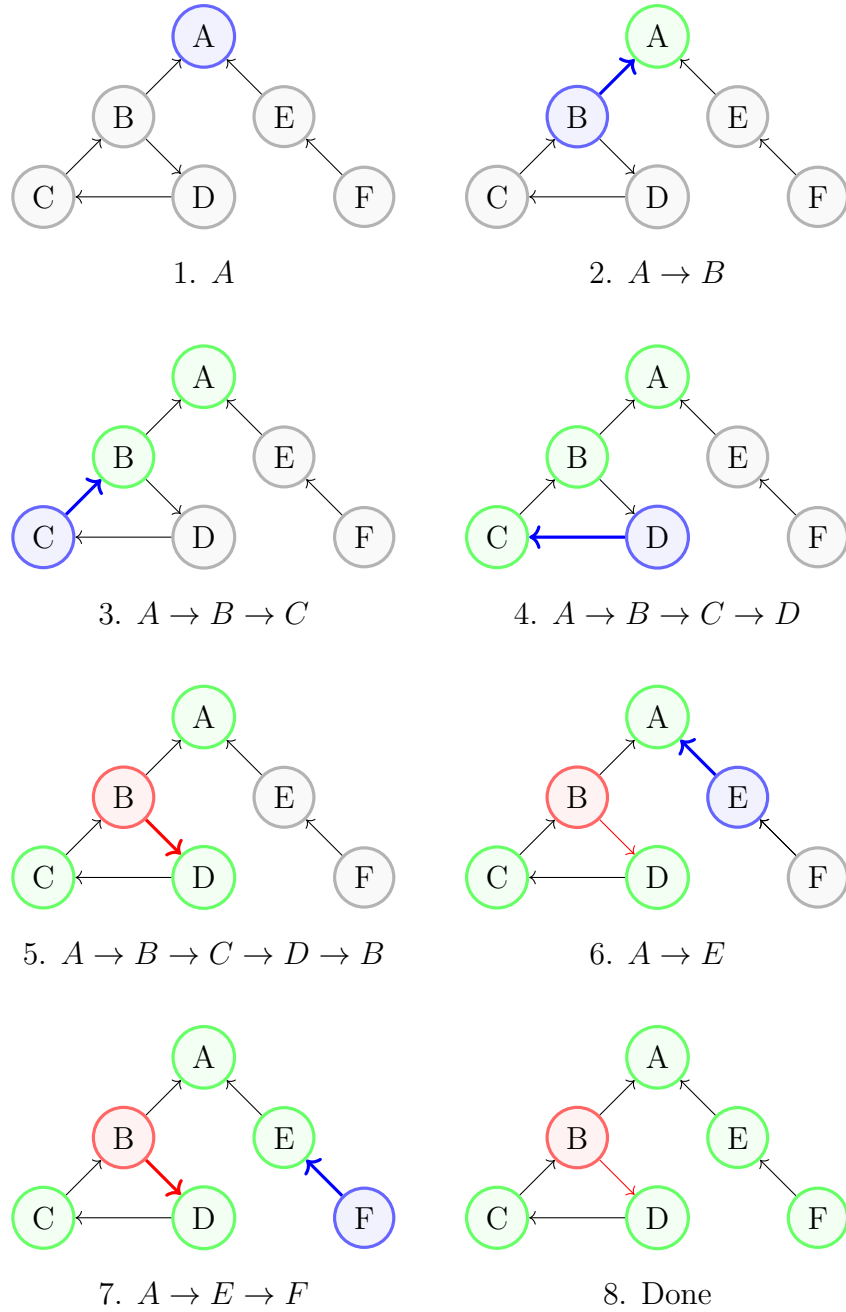 A A
B E B E
C D F C D F
1. A 2. A → B
A A
B E B E
C D F C D F
3. A → B → C 4. A → B → C → D
A A
B E B E
C D F C D F
5. A → B → C → D → B 6. A → E
A A
B E B E
C D F C D F
7. A → E → F 8. Done